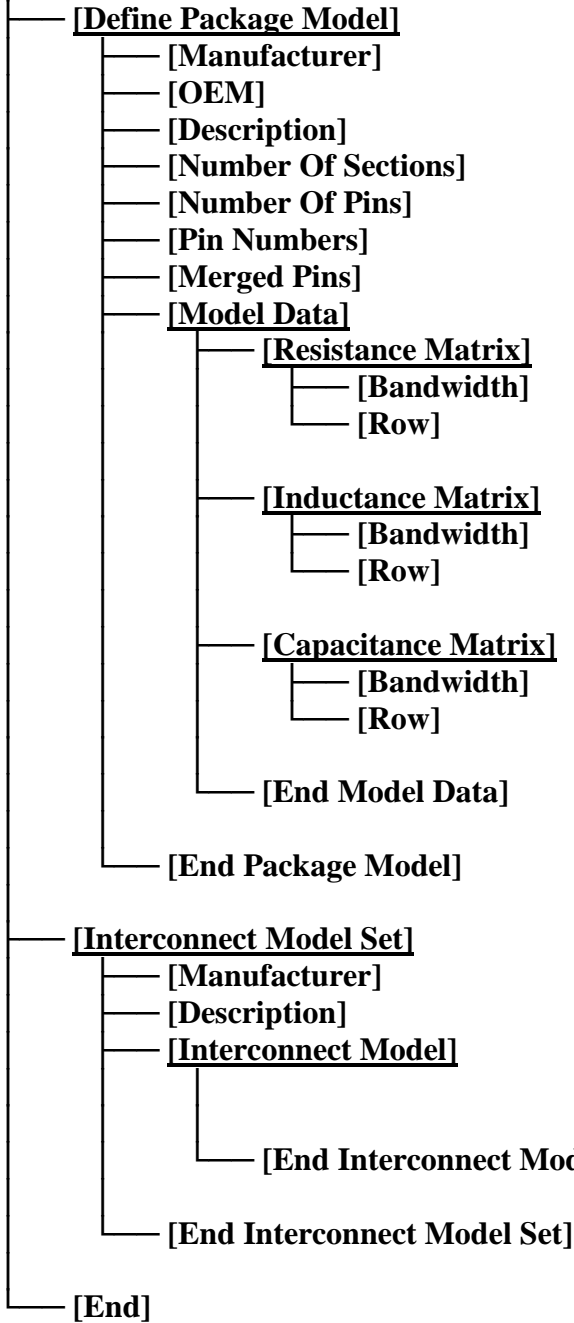 [Define Package Model]
[Manufacturer]
[OEM]
[Description]
[Number Of Sections]
[Number Of Pins]
[Pin Numbers]
[Merged Pins]
[Model Data]
[Resistance Matrix]
[Bandwidth]
[Row]
[Inductance Matrix]
[Bandwidth]
[Row]
[Capacitance Matrix]
[Bandwidth]
[Row]
[End Model Data]
[End Package Model]
[Interconnect Model Set]
[Manufacturer]
[Description]
[Interconnect Model]
[End Interconnect
[End Interconnect Model Set]
[End]